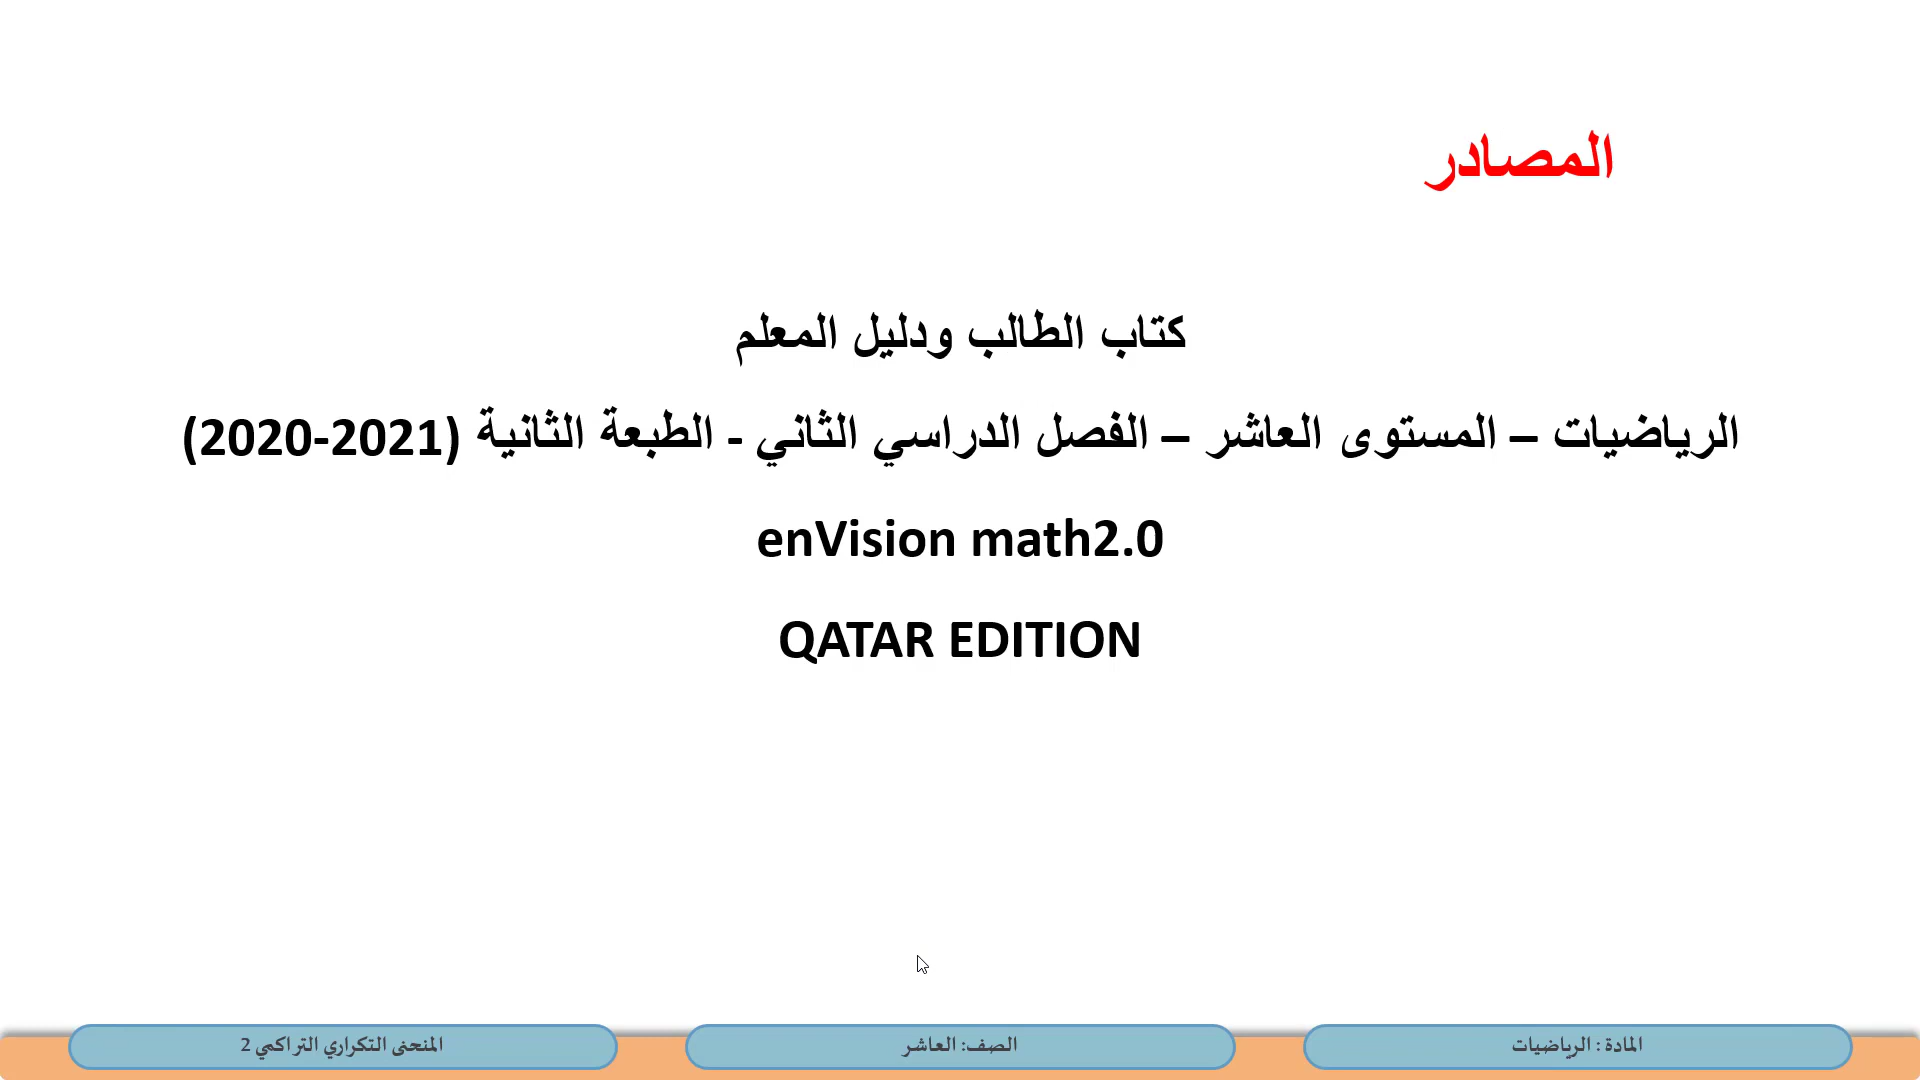 المصادر
كتاب الطالب ودليل المعلم
الرياضيات – المستوى العاشر – الفصل الدراسي الثاني - الطبعة الثانية (2021-2020)
enVision math2.0
QATAR EDITION
المادة : الرياضيات
الصف: العاشر
المنحنى التكراري التراكمي 2